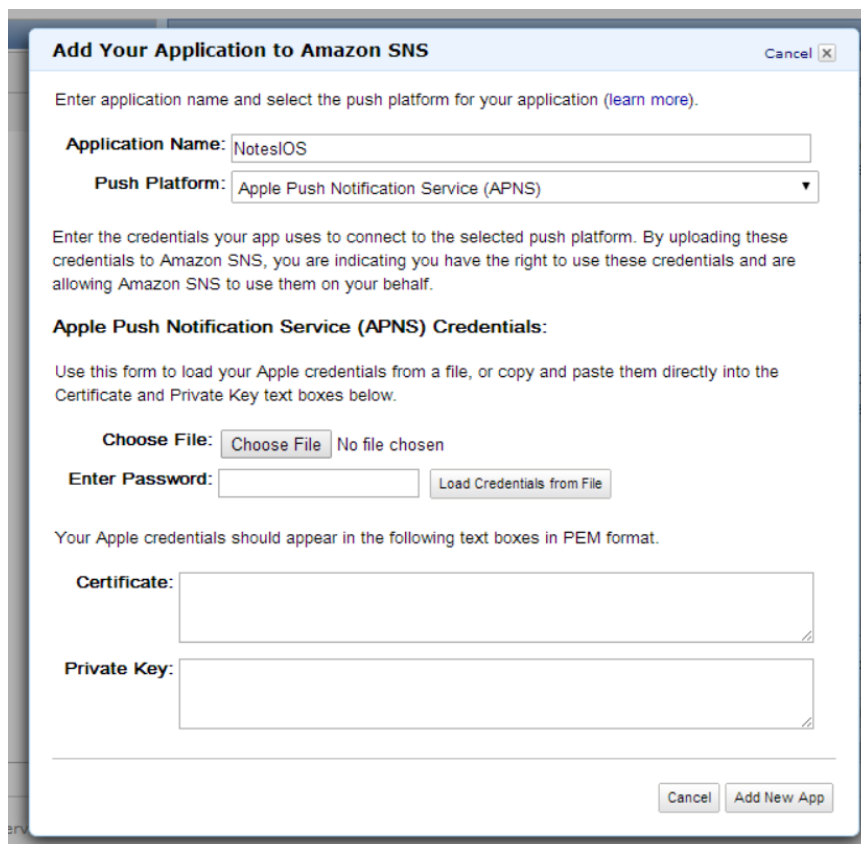 Add Your Application to Amazon SNS
Cancel
Enter application name and select the push platform for your application (learn more).
Application Name: NotesIOS
Push Platform: Apple Push Notification Service (APNS)
Enter the credentials your app uses to connect to the selected push platform. By uploading these
credentials to Amazon SNS, you are indicating you have the right to use these credentials and are
allowing Amazon SNS to use them on your behalf.
Apple Push Notification Service (APNS) Credentials:
Use this form to load your Apple credentials from a file, or copy and paste them directly into the
Certificate and Private Key text boxes below.
Choose File: Choose File No file chosen
Enter Password: Load Credentials from File
Your Apple credentials should appear in the following text boxes in PEM format.
Certificate:
Private Key:
Cancel Add New App